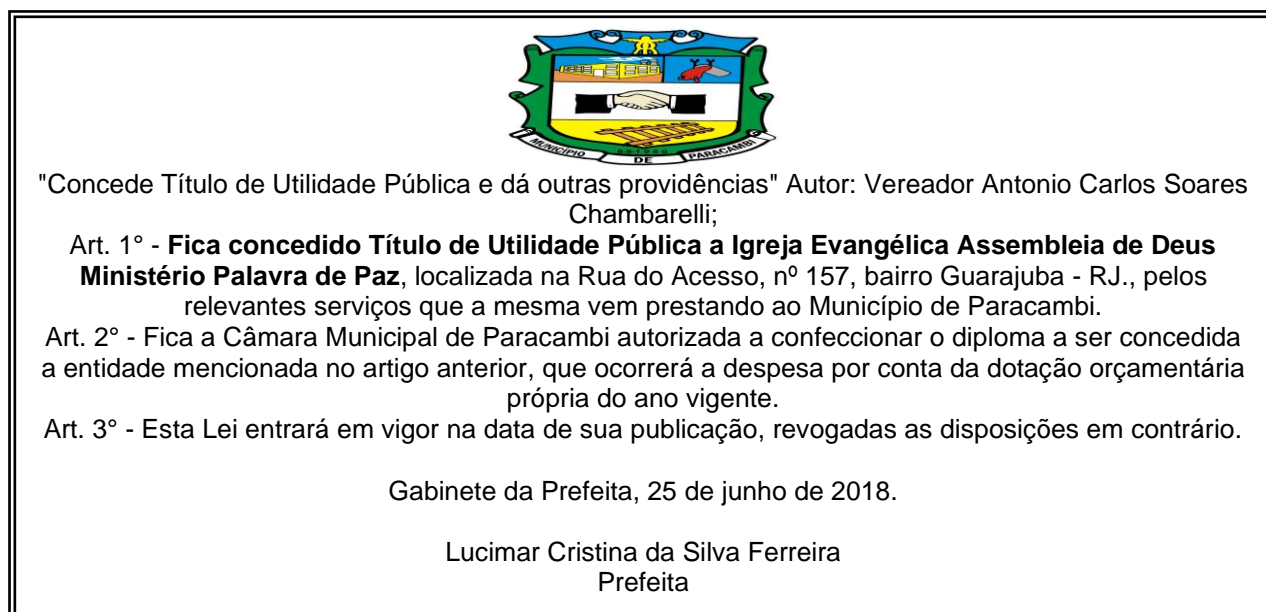 MUNICÍPIO DE PARACAMBI
"Concede Título de Utilidade Pública e dá outras providências" Autor: Vereador Antonio Carlos Soares
Chambarelli;
Art. 1° - Fica concedido Título de Utilidade Pública a Igreja Evangélica Assembleia de Deus
Ministério Palavra de Paz, localizada na Rua do Acesso, nº 157, bairro Guarajuba - RJ., pelos
relevantes serviços que a mesma vem prestando ao Município de Paracambi.
Art. 2° - Fica a Câmara Municipal de Paracambi autorizada a confeccionar o diploma a ser concedida
a entidade mencionada no artigo anterior, que ocorrerá a despesa por conta da dotação orçamentária
própria do ano vigente.
Art. 3° - Esta Lei entrará em vigor na data de sua publicação, revogadas as disposições em contrário.
Gabinete da Prefeita, 25 de junho de 2018.
Lucimar Cristina da Silva Ferreira
Prefeita